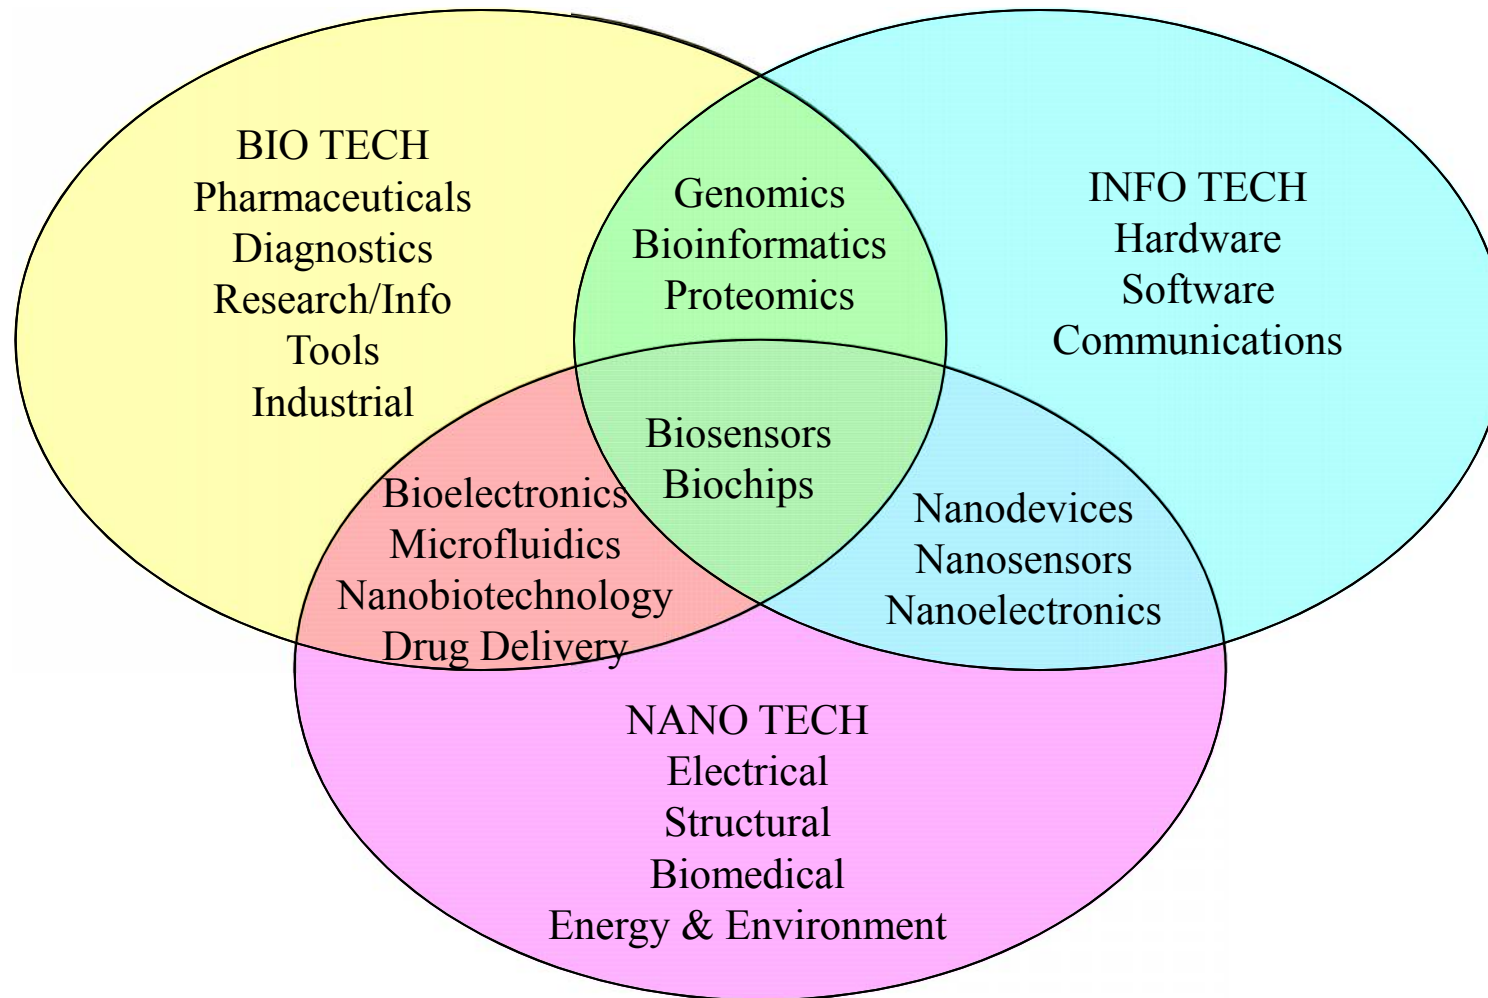 BIO TECH
Pharmaceuticals
Diagnostics
Research/Info
Tools
Industrial
Genomics
Bioinformatics
Proteomics
INFO TECH
Hardware
Software
Communications
Biosensors
Biochips
Bioelectronics
Microfluidics
Nanobiotechnology
Drug Delivery
Nanodevices
Nanosensors
Nanoelectronics
NANO TECH
Electrical
Structural
Biomedical
Energy & Environment